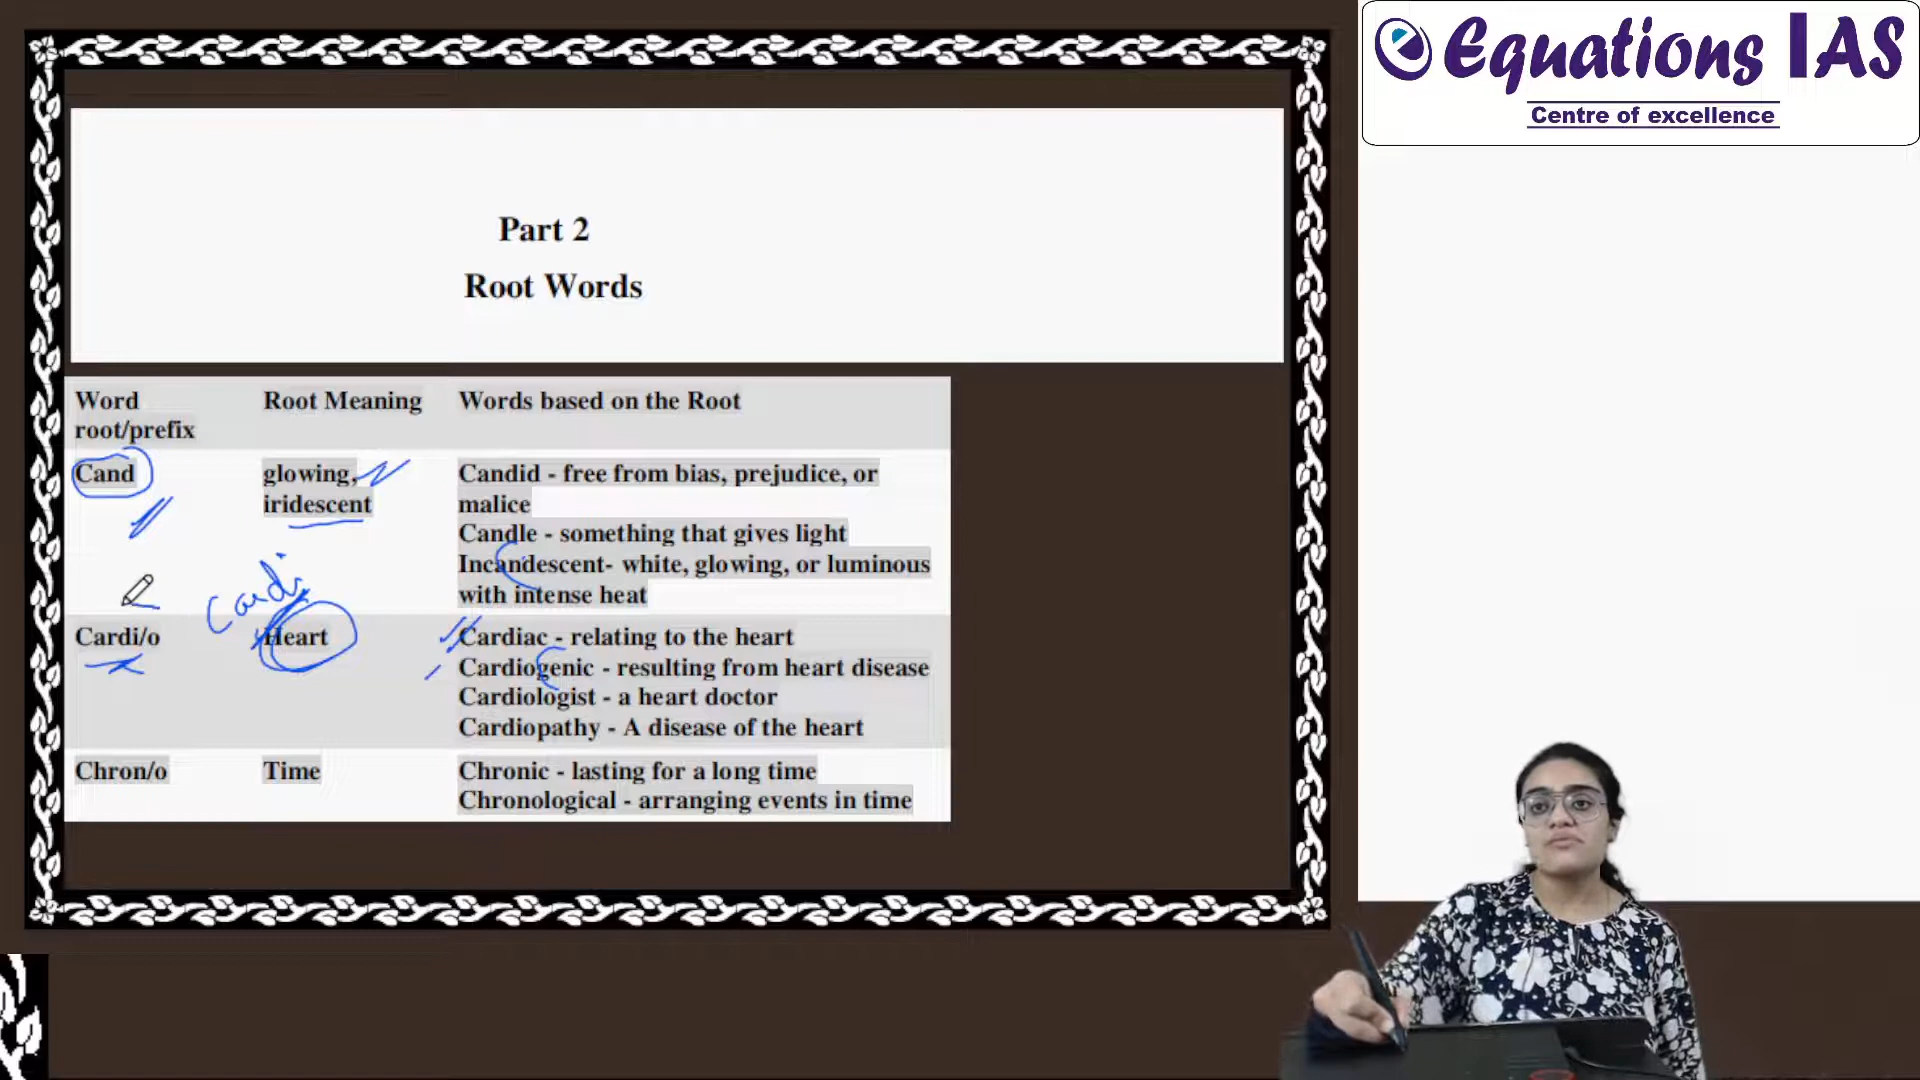 Equations IAS
Centre of excellence
Part 2
Root Words
Word root/prefix Root Meaning Words based on the Root
Cand glowing, iridescent Candid - free from bias, prejudice, or malice
Candle - something that gives light
Incandescent- white, glowing, or luminous with intense heat
Cardi
Cardi/o Heart Cardiac - relating to the heart
Cardiogenic - resulting from heart disease
Cardiologist - a heart doctor
Cardiopathy - A disease of the heart
Chron/o Time Chronic - lasting for a long time
Chronological - arranging events in time